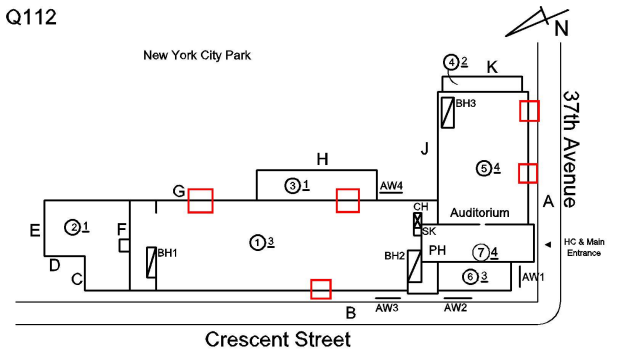 Q112
N
New York City Park
4 2
K
BH3
37th Avenue
H
J
5 4
G
3 1
AW4
A
CH
Auditorium
E
2 1
F
SK
1 3
HC & Main
Entrance
BH1
BH2
PH
7 4
D
C
6 3
AW1
B
AW3
AW2
Crescent Street